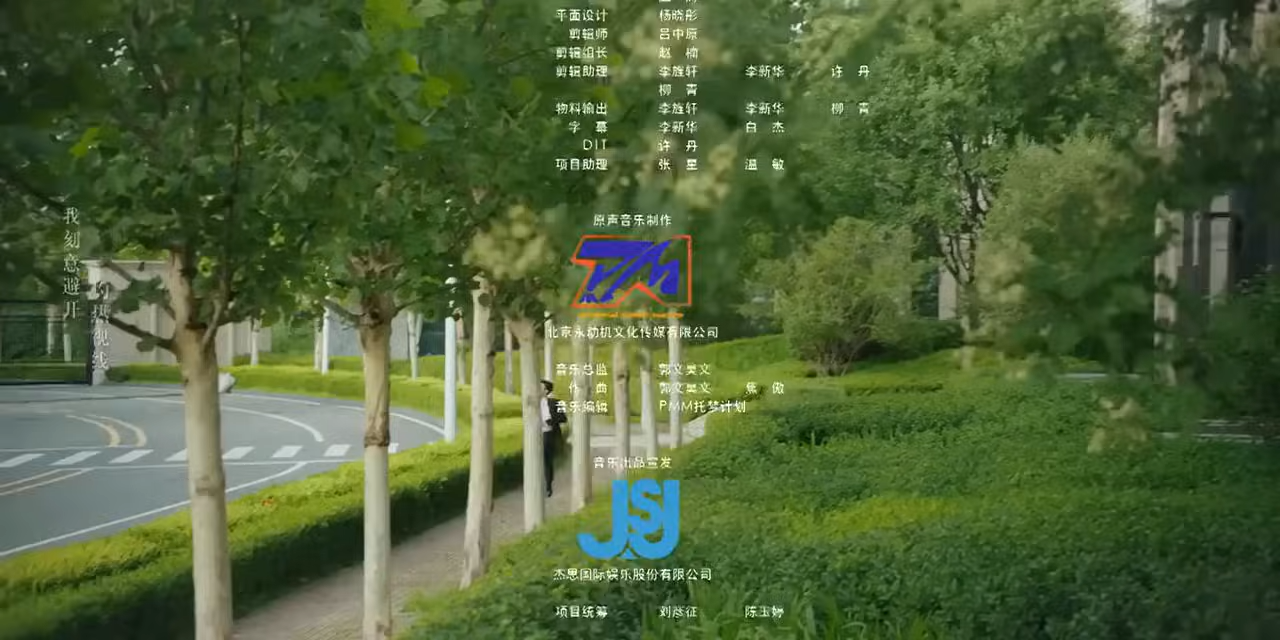 平面设计 杨晓彤
剪辑师 吕中原
剪辑组长 赵楠
剪辑助理 李旌轩 李新华 许丹
柳青
物料输出 李旌轩 李新华 柳青
字幕 李新华 白杰
DIT 许丹
项目助理 张星 温敏
我刻意避开
灼热视线
原声音乐制作
北京永动机文化传媒有限公司
音乐总监 郭文昊文
作曲 郭文昊文 焦傲
音乐编辑 PMM托梦计划
音乐出品宣发
JSJ
杰思国际娱乐股份有限公司
项目统筹 刘彦征 陈玉婷